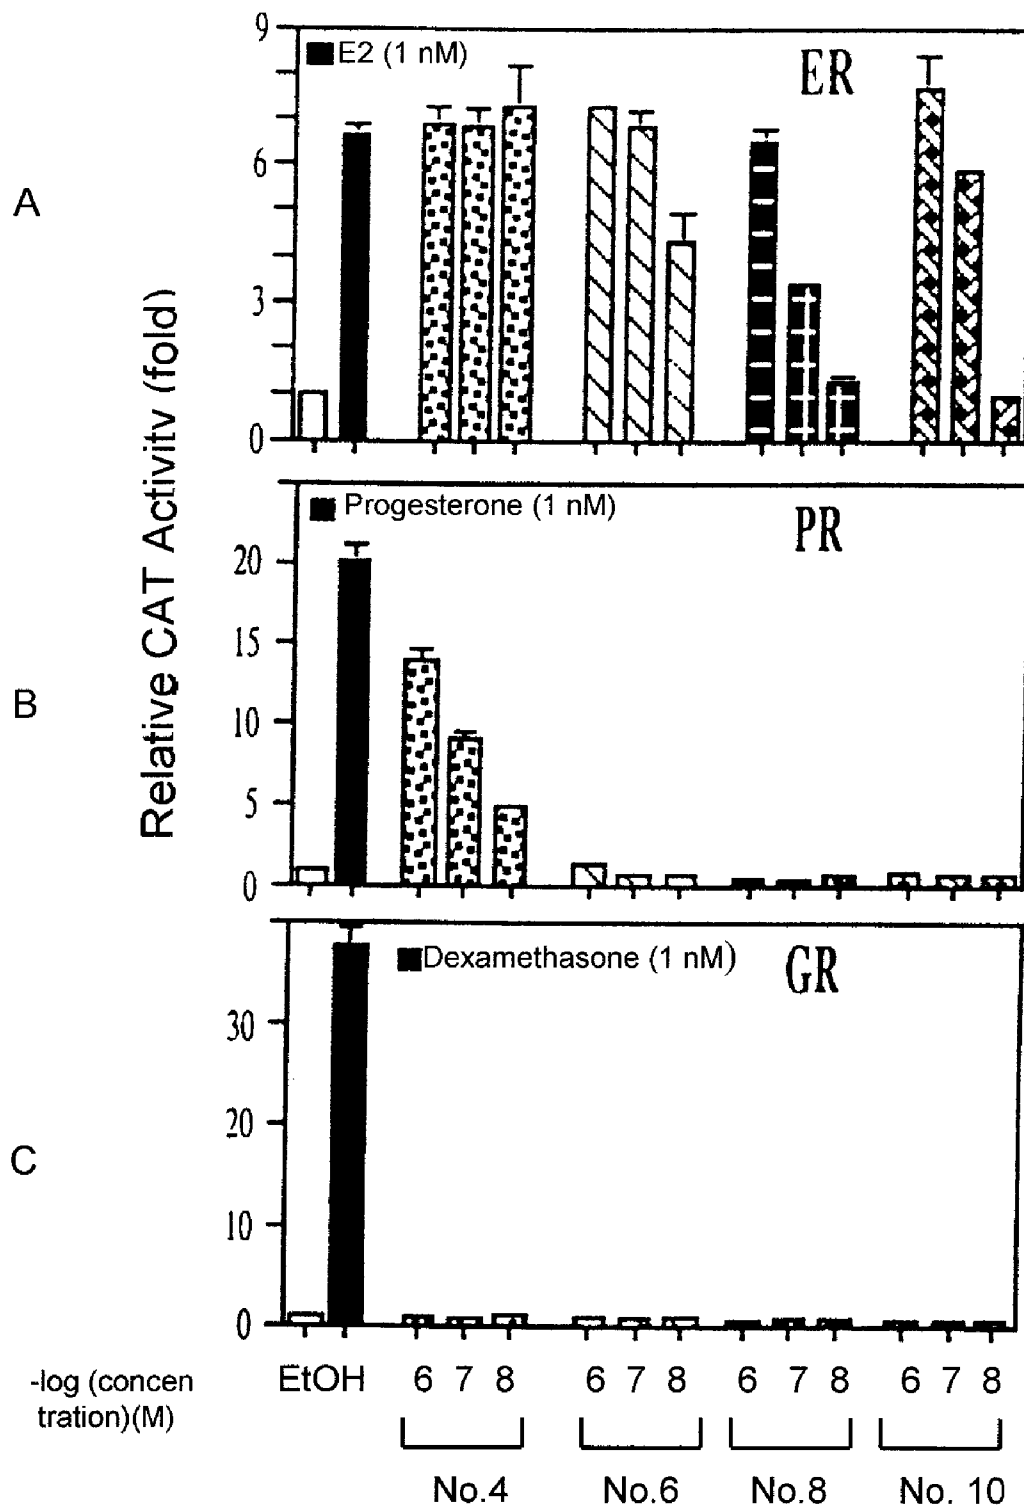 A
Relative CAT Activity (fold)
9
6
3
0
E2 (1 nM)
ER
B
20
15
10
5
0
Progesterone (1 nM)
PR
C
30
20
10
0
Dexamethasone (1 nM)
GR
-log (concen
tration)(M)
EtOH 6 7 8 6 7 8 6 7 8 6 7 8
No.4 No.6 No.8 No. 10